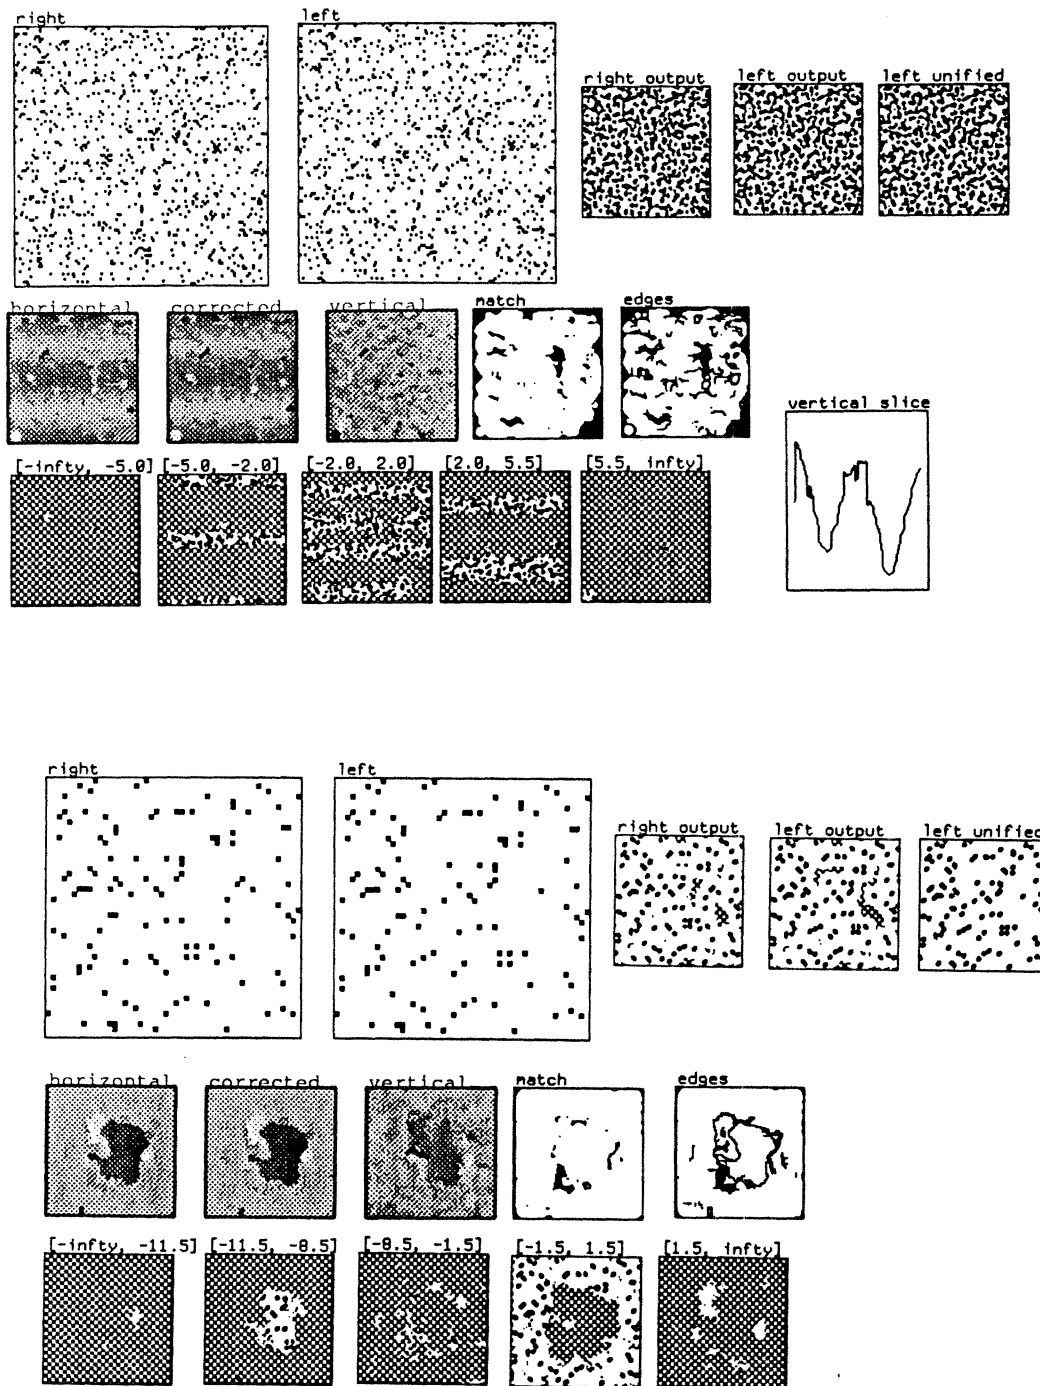 right
left
right output
left output
left unified
horizontal
corrected
vertical
match
edges
vertical slice
[-infty, -5.0]
[-5.0, -2.0]
[-2.0, 2.0]
[2.0, 5.5]
[5.5, infty]
right
left
right output
left output
left unified
horizontal
corrected
vertical
match
edges
[-infty, -11.5]
[-11.5, -8.5]
[-8.5, -1.5]
[-1.5, 1.5]
[1.5, infty]